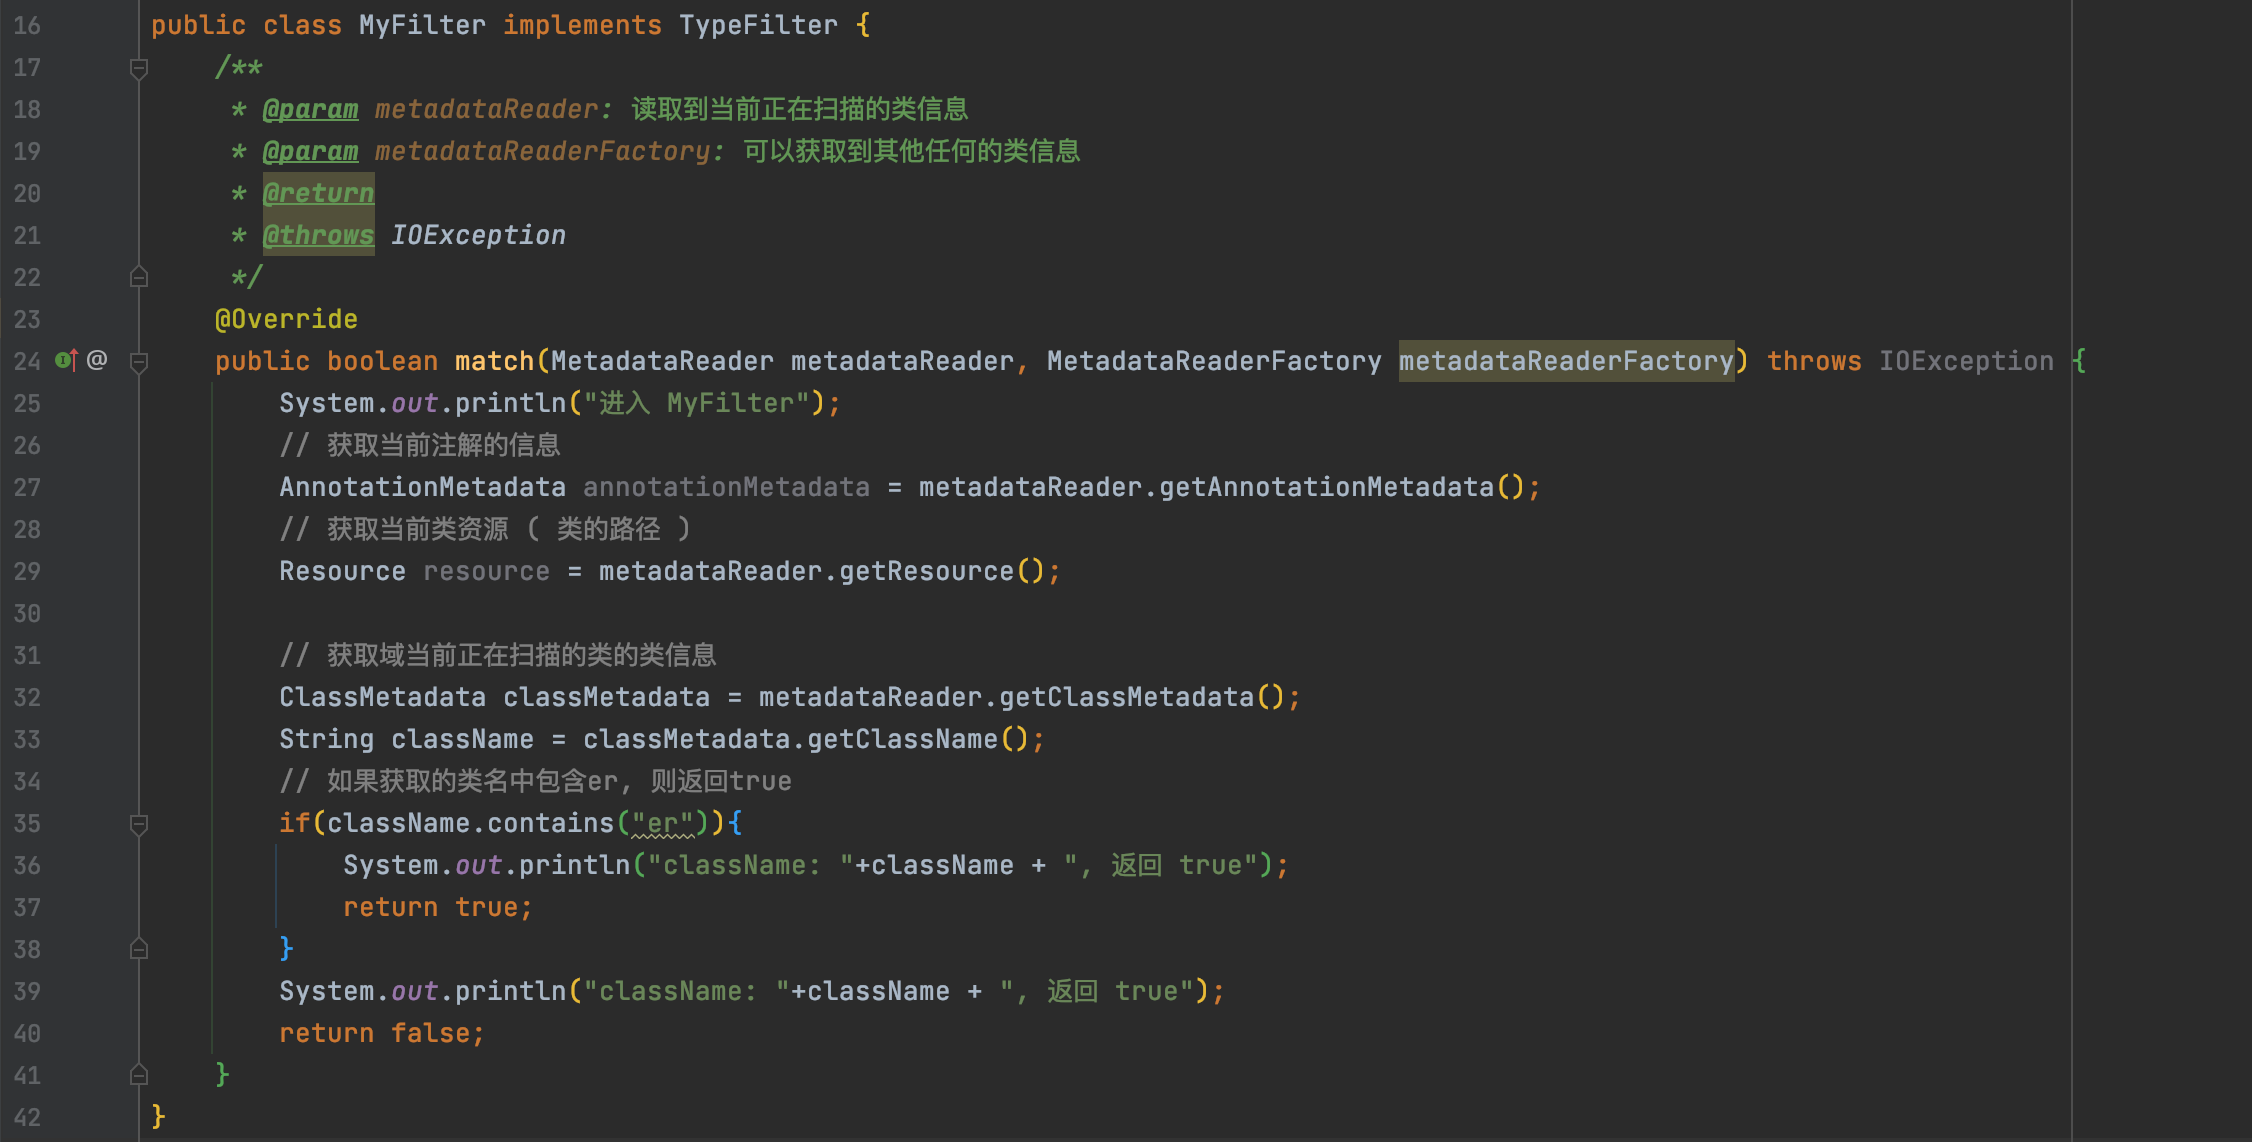 16 public class MyFilter implements TypeFilter {
17 /**
18 * @param metadataReader: 读取到当前正在扫描的类信息
19 * @param metadataReaderFactory: 可以获取到其他任何的类信息
20 * @return
21 * @throws IOException
22 */
23 @Override
24 @ public boolean match(MetadataReader metadataReader, MetadataReaderFactory metadataReaderFactory) throws IOException {
25 System.out.println("进入 MyFilter");
26 // 获取当前注解的信息
27 AnnotationMetadata annotationMetadata = metadataReader.getAnnotationMetadata();
28 // 获取当前类资源 ( 类的路径 )
29 Resource resource = metadataReader.getResource();
30
31 // 获取域当前正在扫描的类的类信息
32 ClassMetadata classMetadata = metadataReader.getClassMetadata();
33 String className = classMetadata.getClassName();
34 // 如果获取的类名中包含er, 则返回true
35 if(className.contains("er")){
36 System.out.println("className: "+className + ", 返回 true");
37 return true;
38 }
39 System.out.println("className: "+className + ", 返回 true");
40 return false;
41 }
42 }